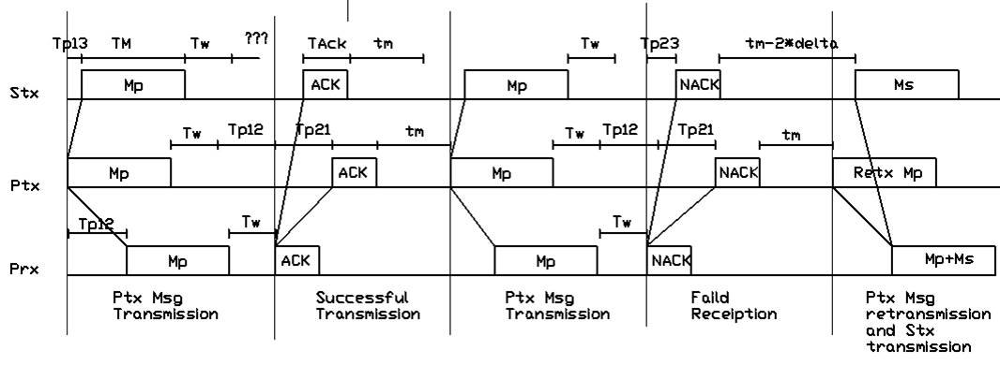 Tp13 TM Tw ???
TAck tm
Tw
Tp23 tm-2*delta
Stx Mp ACK Mp NACK Ms
Tw Tp12 Tp21 tm
Tw Tp12 Tp21 tm
Ptx Mp ACK Mp NACK Retx Mp
Tp12 Tw
Tw
Prx Mp ACK Mp NACK Mp+Ms
Ptx Msg
Transmission
Successful
Transmission
Ptx Msg
Transmission
Faild
Receiption
Ptx Msg
retransmission
and Stx
transmission